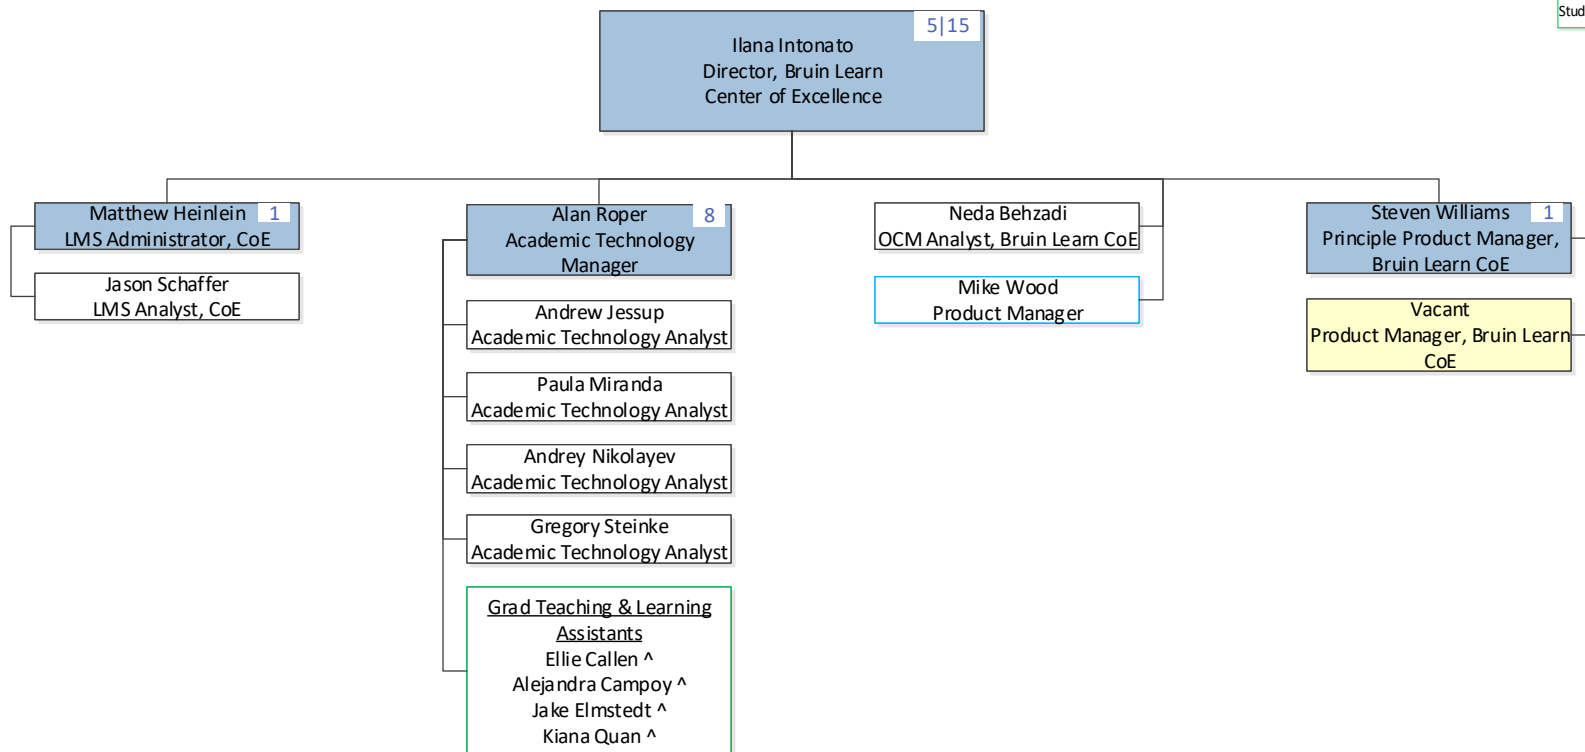 Stud
5|15
Ilana Intonato
Director, Bruin Learn
Center of Excellence
Matthew Heinlein
1
LMS Administrator, CoE
Jason Schaffer
LMS Analyst, CoE
Alan Roper
8
Academic Technology
Manager
Andrew Jessup
Academic Technology Analyst
Paula Miranda
Academic Technology Analyst
Andrey Nikolayev
Academic Technology Analyst
Gregory Steinke
Academic Technology Analyst
Grad Teaching & Learning
Assistants
Ellie Callen ^
Alejandra Campoy ^
Jake Elmstedt ^
Kiana Quan ^
Neda Behzadi
OCM Analyst, Bruin Learn CoE
Mike Wood
Product Manager
Steven Williams
1
Principle Product Manager,
Bruin Learn CoE
Vacant
Product Manager, Bruin Learn
CoE